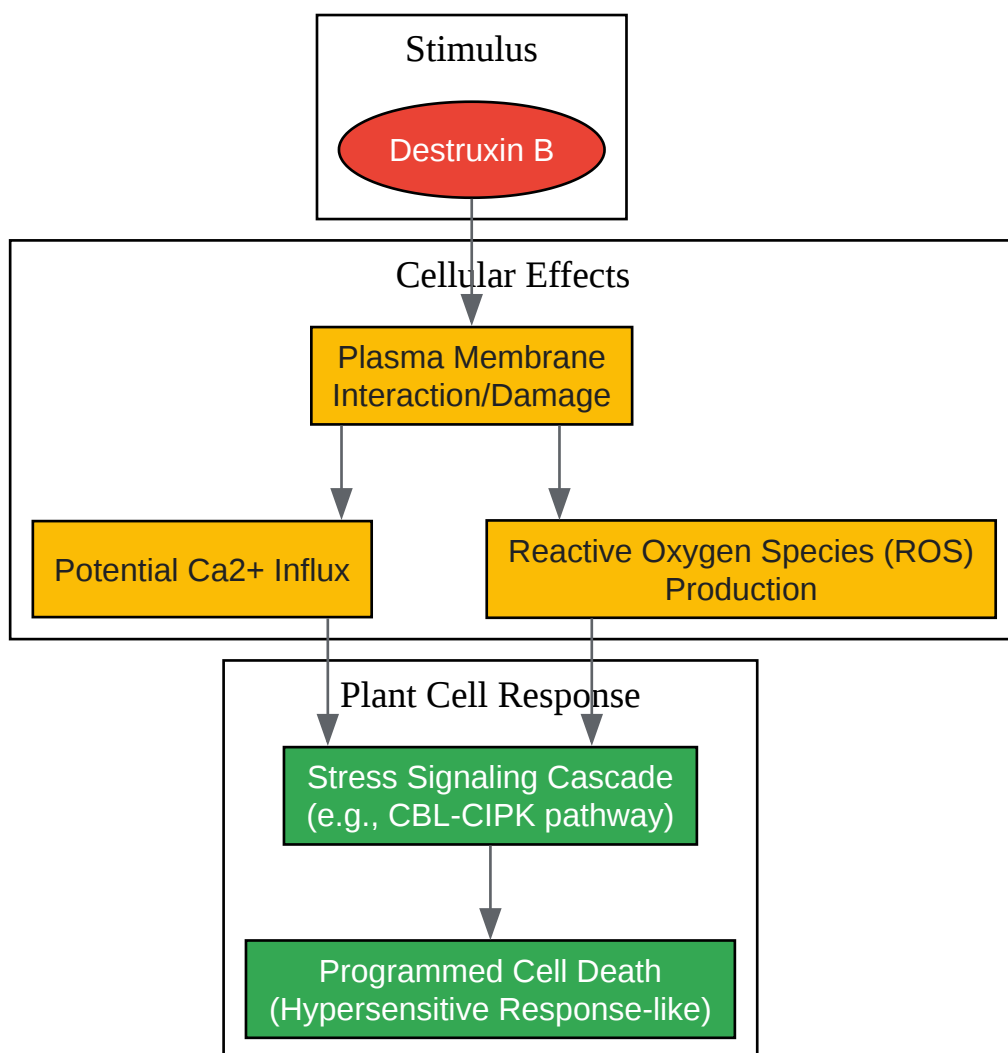 Stimulus
Destruxin B
Cellular Effects
Plasma Membrane
Interaction/Damage
Potential Ca2+ Influx
Reactive Oxygen Species (ROS)
Production
Plant Cell Response
Stress Signaling Cascade
(e.g., CBL-CIPK pathway)
Programmed Cell Death
(Hypersensitive Response-like)